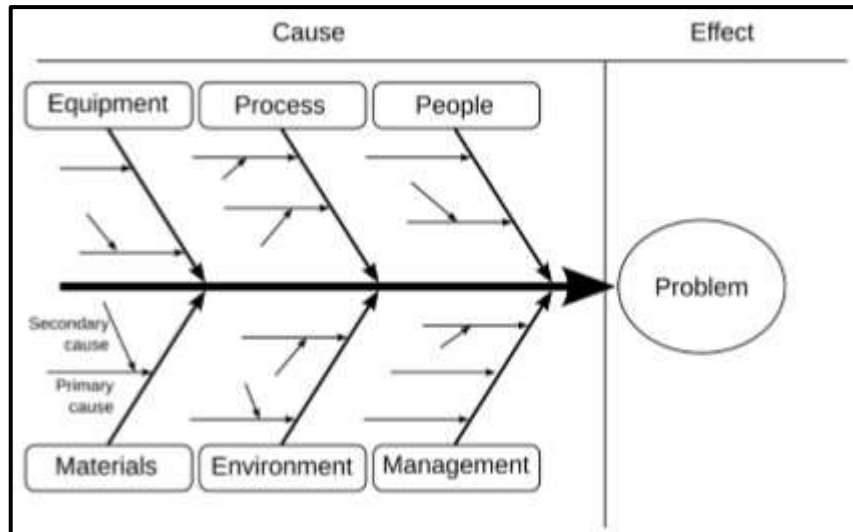 Cause
Effect
Equipment
Process
People
Problem
Secondary
cause
Primary
cause
Materials
Environment
Management